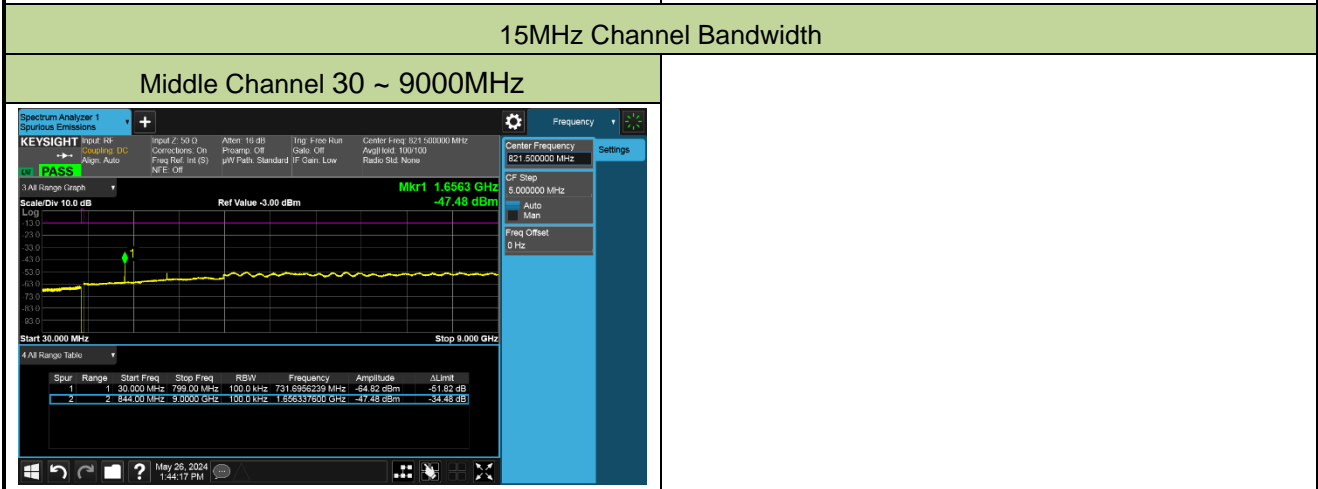 15MHz Channel Bandwidth
Middle Channel 30 ~ 9000MHz
Spectrum Analyzer 1
Spurious Emissions
+
Frequency
KEYSIGHT
Input: RF
Coupling: DC
Align: Auto
PASS
Input Z: 50 Ω
Corrections: On
Freq Ref: Int (S)
NFE: Off
Atten: 16 dB
Preamp: Off
µW Path: Standard
Trig: Free Run
Gate: Off
IF Gain: Low
Center Freq: 821.500000 MHz
Avg|Hold: 100/100
Radio Std: None
Center Frequency
821.500000 MHz
Settings
CF Step
5.000000 MHz
Auto
Man
Freq Offset
0 Hz
3 All Range Graph
Mkr1 1.6563 GHz
Scale/Div 10.0 dB
Ref Value -3.00 dBm
-47.48 dBm
Log
-13.0
-23.0
-33.0
-43.0
-53.0
-63.0
-73.0
-83.0
-93.0
1
Start 30.000 MHz
Stop 9.000 GHz
4 All Range Table
Spur Range Start Freq Stop Freq RBW Frequency Amplitude ΔLimit
1 1 30.000 MHz 799.00 MHz 100.0 kHz 731.6956239 MHz -64.82 dBm -51.82 dB
2 2 844.00 MHz 9.0000 GHz 100.0 kHz 1.656337600 GHz -47.48 dBm -34.48 dB
?
May 26, 2024
1:44:17 PM